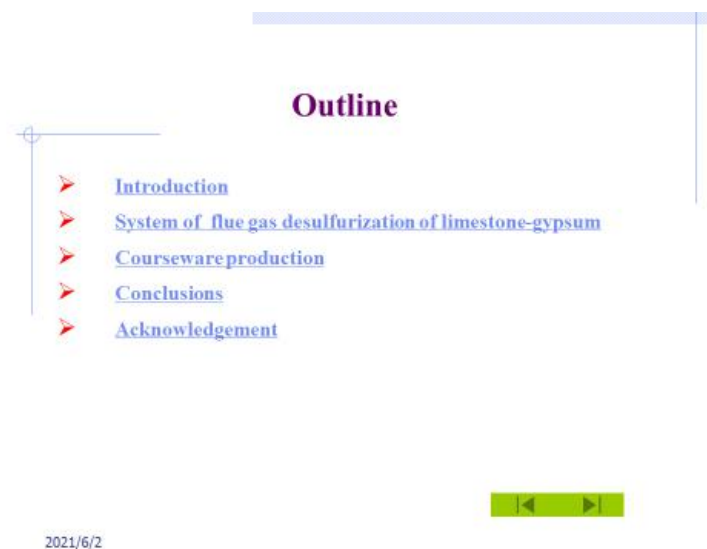 Outline
Introduction
System of flue gas desulfurization of limestone-gypsum
Courseware production
Conclusions
Acknowledgement
2021/6/2